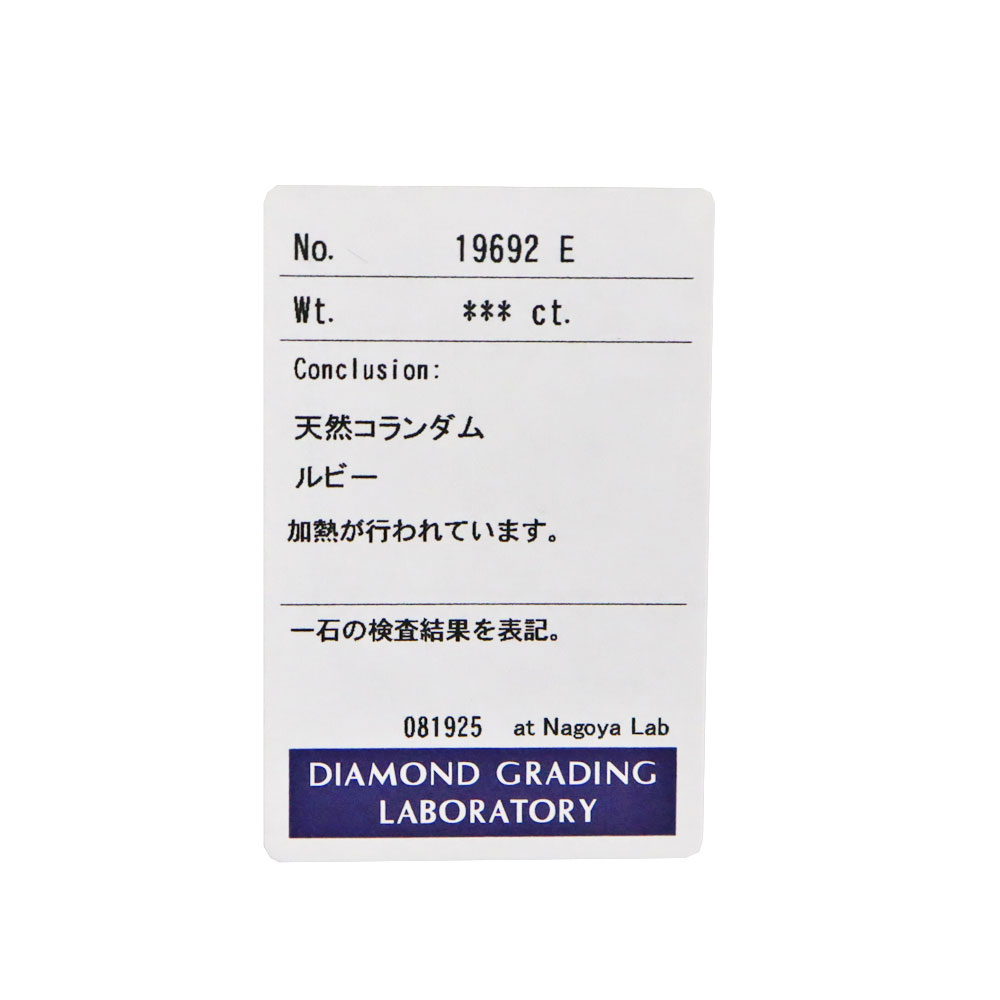 No. 19692 E
Wt. *** ct.
Conclusion:
天然コランダム
ルビー
加熱が行われています。
一石の検査結果を表記。
081925 at Nagoya Lab
DIAMOND GRADING
LABORATORY